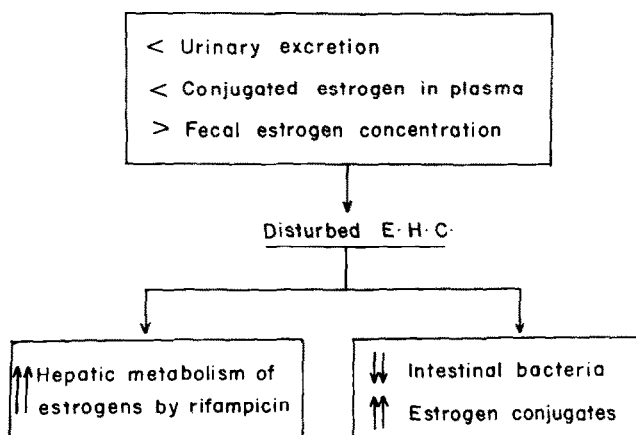 < Urinary excretion
< Conjugated estrogen in plasma
> Fecal estrogen concentration
Disturbed E·H·C·
↑↑ Hepatic metabolism of
estrogens by rifampicin
↓↓ Intestinal bacteria
↑↑ Estrogen conjugates